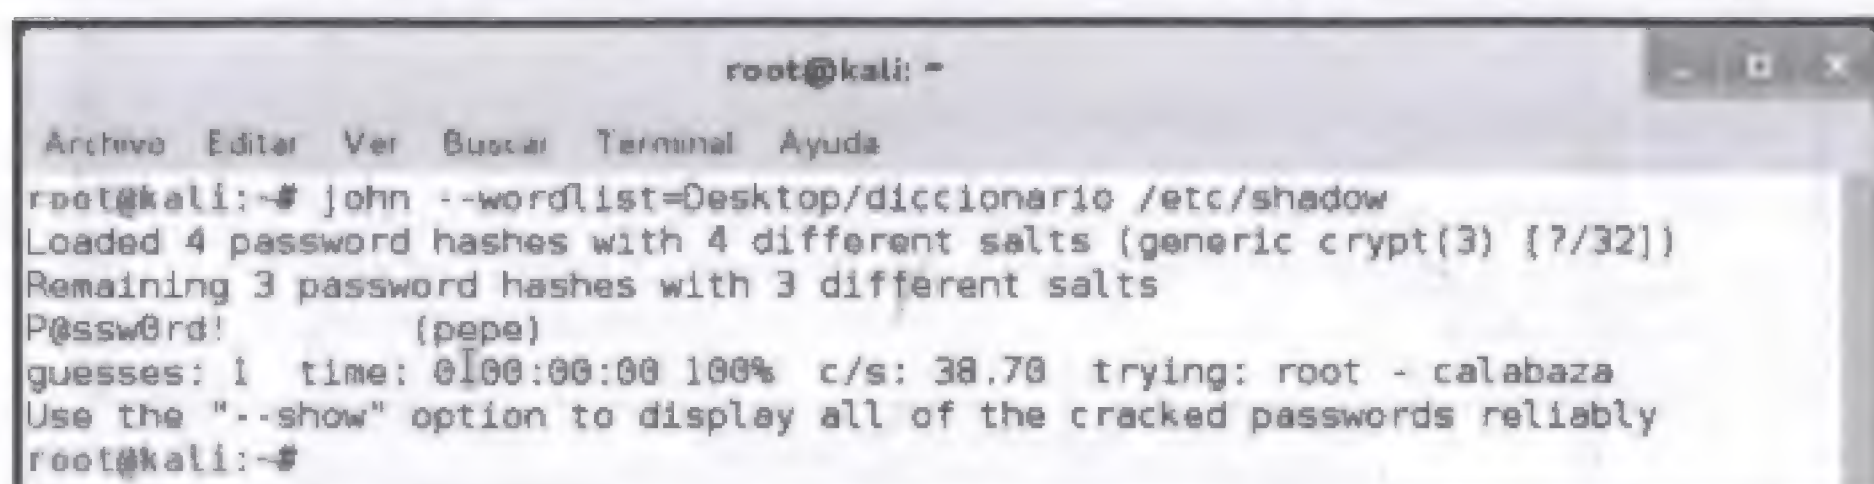 root@kali: ~
Archivo Editar Ver Buscar Terminal Ayuda
root@kali:~# john --wordlist=Desktop/diccionario /etc/shadow
Loaded 4 password hashes with 4 different salts (generic crypt(3) [?/32])
Remaining 3 password hashes with 3 different salts
P@ssw0rd! (pepe)
guesses: 1 time: 0:00:00:00 100% c/s: 38.70 trying: root - calabaza
Use the "--show" option to display all of the cracked passwords reliably
root@kali:~#